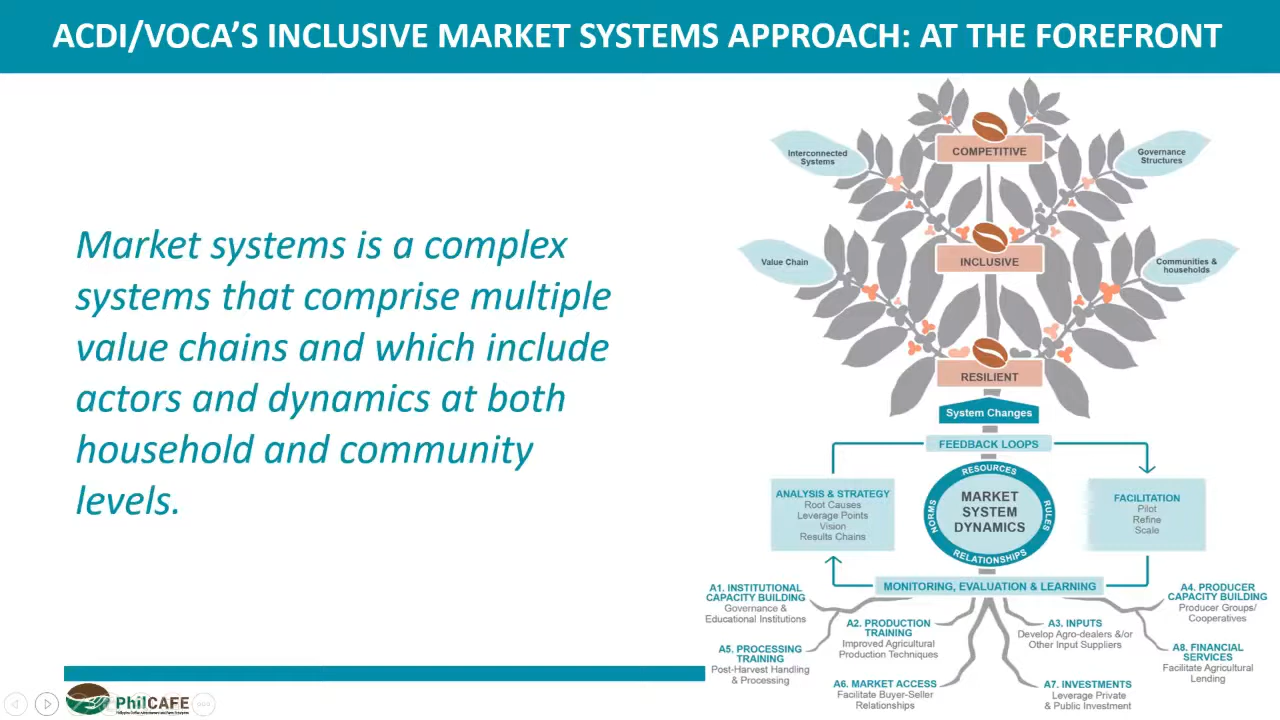 ACDI/VOCA'S INCLUSIVE MARKET SYSTEMS APPROACH: AT THE FOREFRONT
Market systems is a complex
systems that comprise multiple
value chains and which include
actors and dynamics at both
household and community
levels.
COMPETITIVE
Interconnected
Systems
Governance
Structures
INCLUSIVE
Value Chain
Communities &
households
RESILIENT
System Changes
FEEDBACK LOOPS
ANALYSIS & STRATEGY
Root Causes
Leverage Points
Vision
Results Chains
RESOURCES
NORMS
RULES
RELATIONSHIPS
MARKET
SYSTEM
DYNAMICS
FACILITATION
Pilot
Refine
Scale
MONITORING, EVALUATION & LEARNING
A1. INSTITUTIONAL
CAPACITY BUILDING
Governance &
Educational Institutions
A2. PRODUCTION
TRAINING
Improved Agricultural
Production Techniques
A3. INPUTS
Develop Agro-dealers &/or
Other Input Suppliers
A4. PRODUCER
CAPACITY BUILDING
Producer Groups/
Cooperatives
A5. PROCESSING
TRAINING
Post-Harvest Handling
& Processing
A6. MARKET ACCESS
Facilitate Buyer-Seller
Relationships
A7. INVESTMENTS
Leverage Private
& Public Investment
A8. FINANCIAL
SERVICES
Facilitate Agricultural
Lending
PhilCAFE